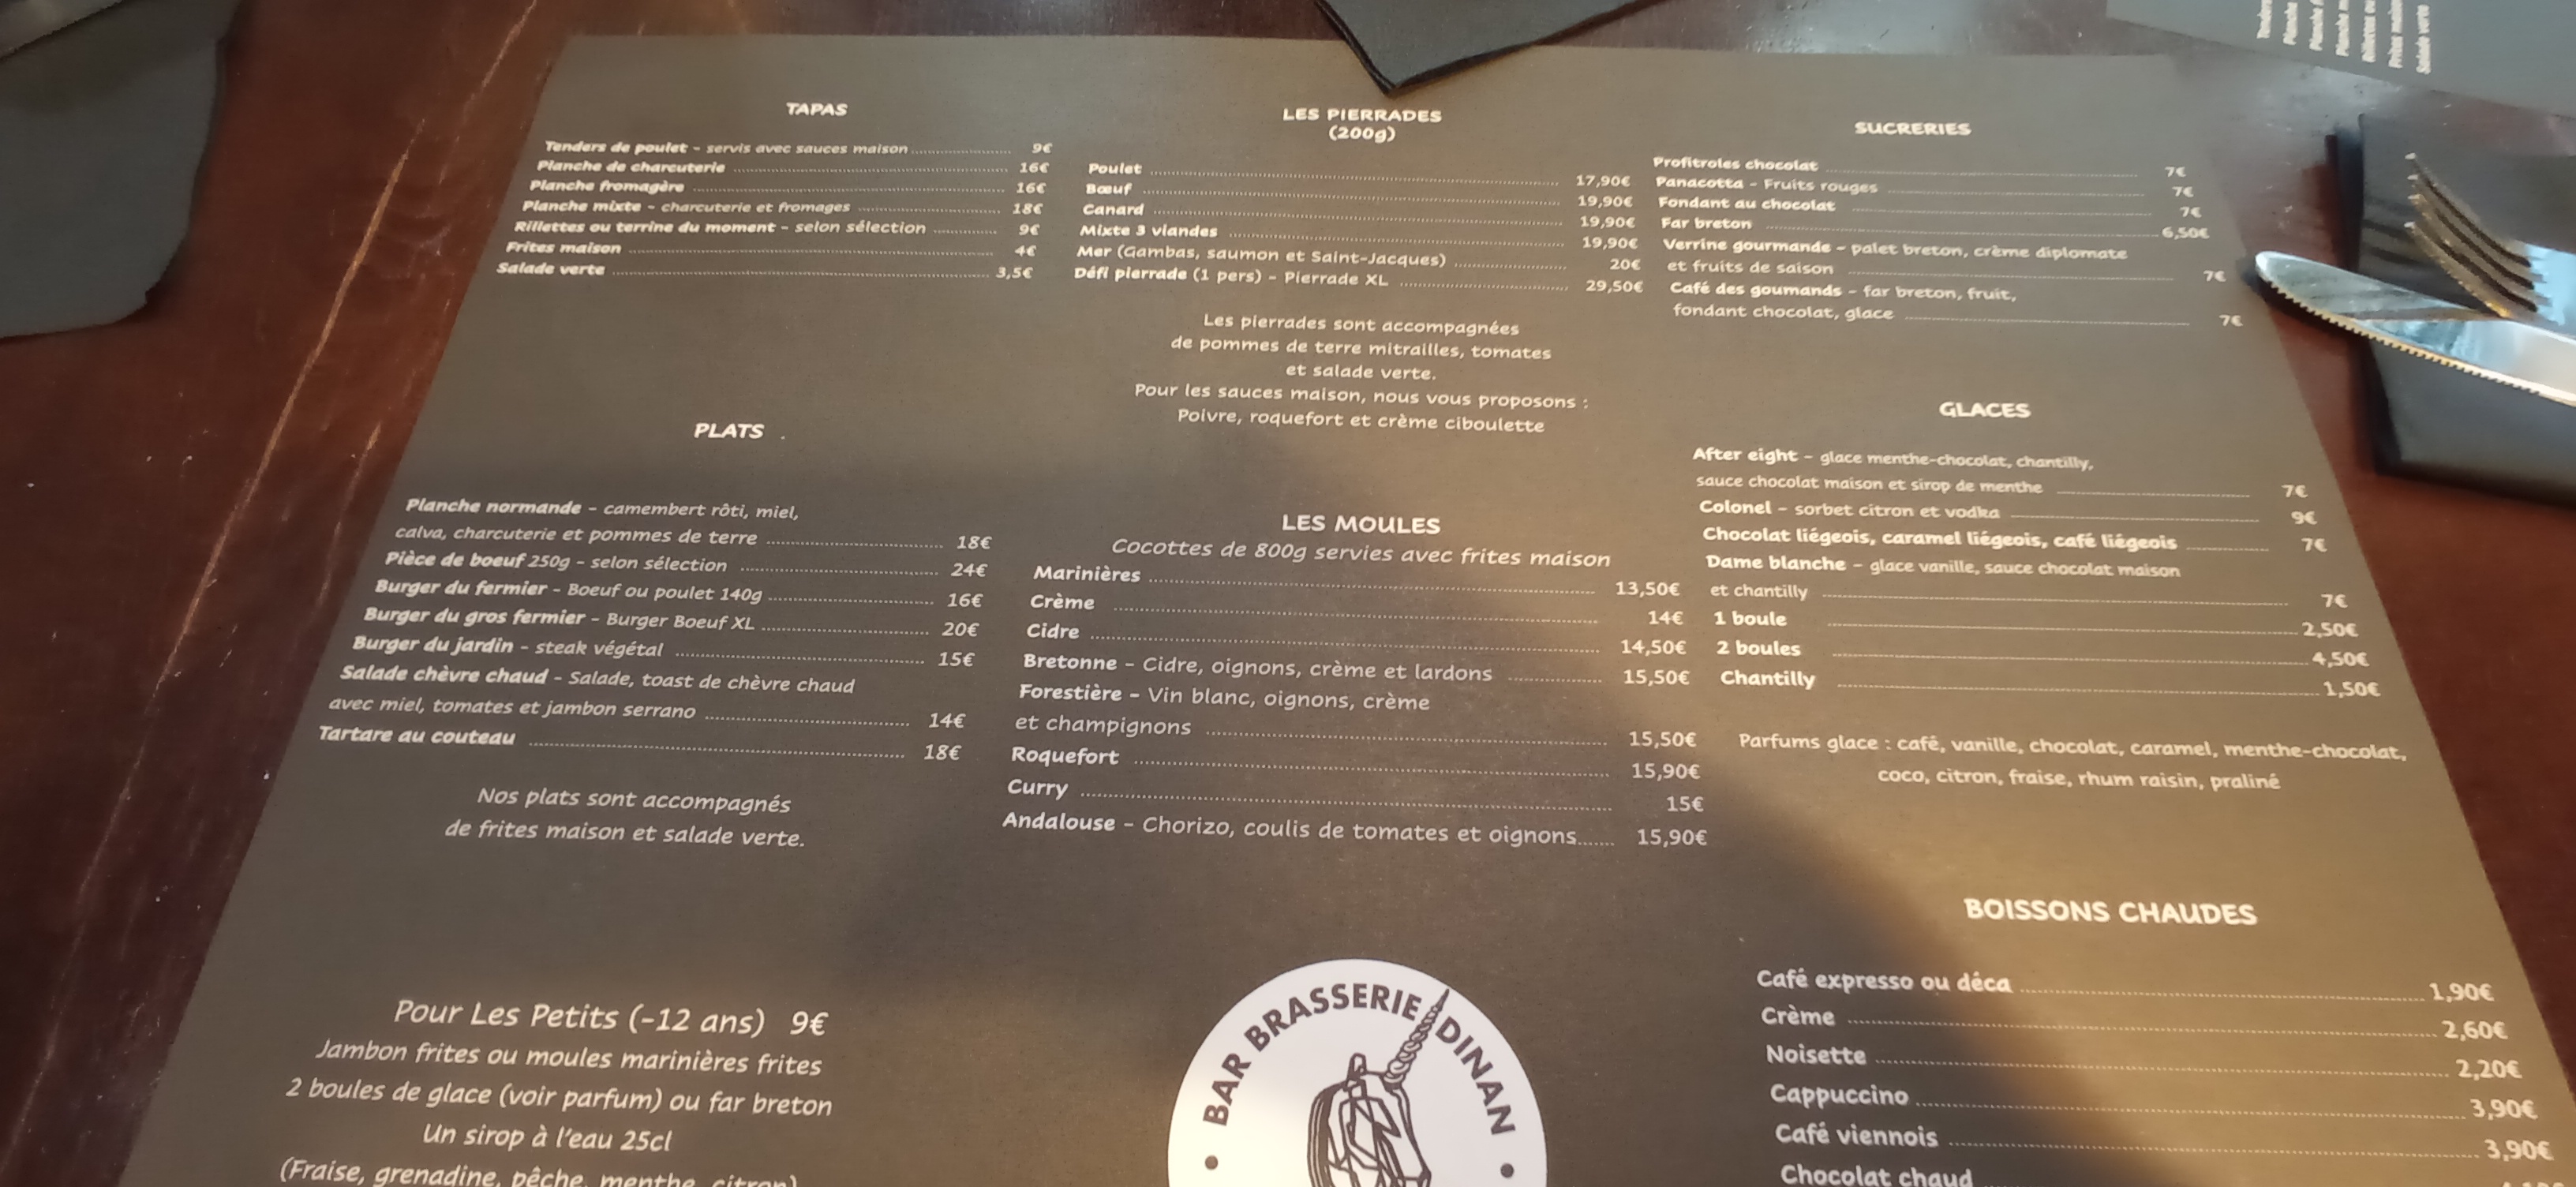 TAPAS
Tenders de poulet - servis avec sauces maison 9€
Planche de charcuterie 16€
Planche fromagère 16€
Planche mixte - charcuterie et fromages 18€
Rillettes ou terrine du moment - selon sélection 9€
Frites maison 4€
Salade verte 3,5€
PLATS
Planche normande - camembert rôti, miel,
calva, charcuterie et pommes de terre 18€
Pièce de boeuf 250g - selon sélection 24€
Burger du fermier - Boeuf ou poulet 140g 16€
Burger du gros fermier - Burger Boeuf XL 20€
Burger du jardin - steak végétal 15€
Salade chèvre chaud - Salade, toast de chèvre chaud
avec miel, tomates et jambon serrano 14€
Tartare au couteau 18€
Nos plats sont accompagnés
de frites maison et salade verte.
Pour Les Petits (-12 ans) 9€
Jambon frites ou moules marinières frites
2 boules de glace (voir parfum) ou far breton
Un sirop à l'eau 25cl
(Fraise, grenadine, pêche, menthe, citron)
LES PIERRADES
(200g)
Poulet 17,90€
Bœuf 19,90€
Canard 19,90€
Mixte 3 viandes 19,90€
Mer (Gambas, saumon et Saint-Jacques) 20€
Défi pierrade (1 pers) - Pierrade XL 29,50€
Les pierrades sont accompagnées
de pommes de terre mitrailles, tomates
et salade verte.
Pour les sauces maison, nous vous proposons :
Poivre, roquefort et crème ciboulette
LES MOULES
Cocottes de 800g servies avec frites maison
Marinières 13,50€
Crème 14€
Cidre 14,50€
Bretonne - Cidre, oignons, crème et lardons 15,50€
Forestière - Vin blanc, oignons, crème
et champignons 15,50€
Roquefort 15,90€
Curry 15€
Andalouse - Chorizo, coulis de tomates et oignons 15,90€
BAR BRASSERIE DINAN
SUCRERIES
Profitroles chocolat 7€
Panacotta - Fruits rouges 7€
Fondant au chocolat 7€
Far breton 6,50€
Verrine gourmande - palet breton, crème diplomate
et fruits de saison 7€
Café des goumands - far breton, fruit,
fondant chocolat, glace 7€
GLACES
After eight - glace menthe-chocolat, chantilly,
sauce chocolat maison et sirop de menthe 7€
Colonel - sorbet citron et vodka 9€
Chocolat liégeois, caramel liégeois, café liégeois 7€
Dame blanche - glace vanille, sauce chocolat maison
et chantilly 7€
1 boule 2,50€
2 boules 4,50€
Chantilly 1,50€
Parfums glace : café, vanille, chocolat, caramel, menthe-chocolat,
coco, citron, fraise, rhum raisin, praliné
BOISSONS CHAUDES
Café expresso ou déca 1,90€
Crème 2,60€
Noisette 2,20€
Cappuccino 3,90€
Café viennois 3,90€
Chocolat chaud
Planche
Planche
Salade verte